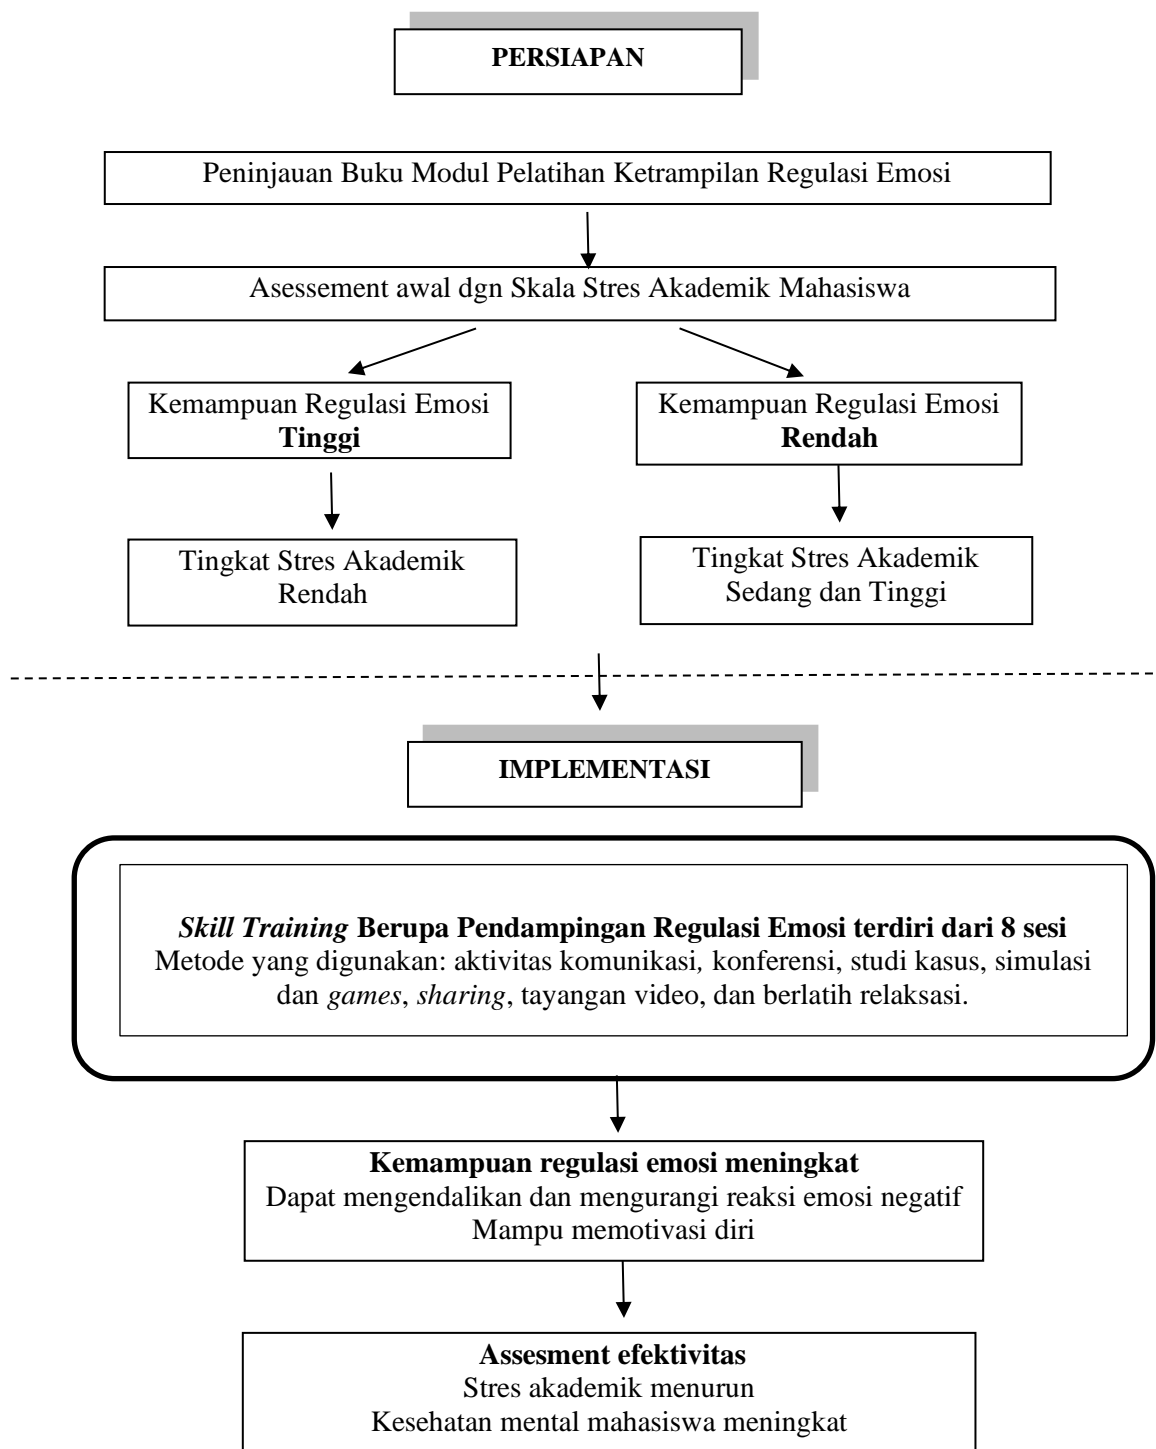 PERSIAPAN
Peninjauan Buku Modul Pelatihan Ketrampilan Regulasi Emosi
Asessement awal dgn Skala Stres Akademik Mahasiswa
Kemampuan Regulasi Emosi
Tinggi
Kemampuan Regulasi Emosi
Rendah
Tingkat Stres Akademik
Rendah
Tingkat Stres Akademik
Sedang dan Tinggi
IMPLEMENTASI
Skill Training Berupa Pendampingan Regulasi Emosi terdiri dari 8 sesi
Metode yang digunakan: aktivitas komunikasi, konferensi, studi kasus, simulasi
dan games, sharing, tayangan video, dan berlatih relaksasi.
Kemampuan regulasi emosi meningkat
Dapat mengendalikan dan mengurangi reaksi emosi negatif
Mampu memotivasi diri
Assesment efektivitas
Stres akademik menurun
Kesehatan mental mahasiswa meningkat